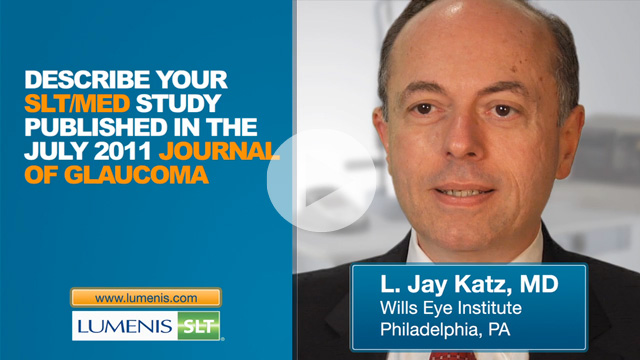 DESCRIBE YOUR
SLT/MED STUDY
PUBLISHED IN THE
JULY 2011 JOURNAL
OF GLAUCOMA
www.lumenis.com
LUMENIS SLT
L. Jay Katz, MD
Wills Eye Institute
Philadelphia, PA